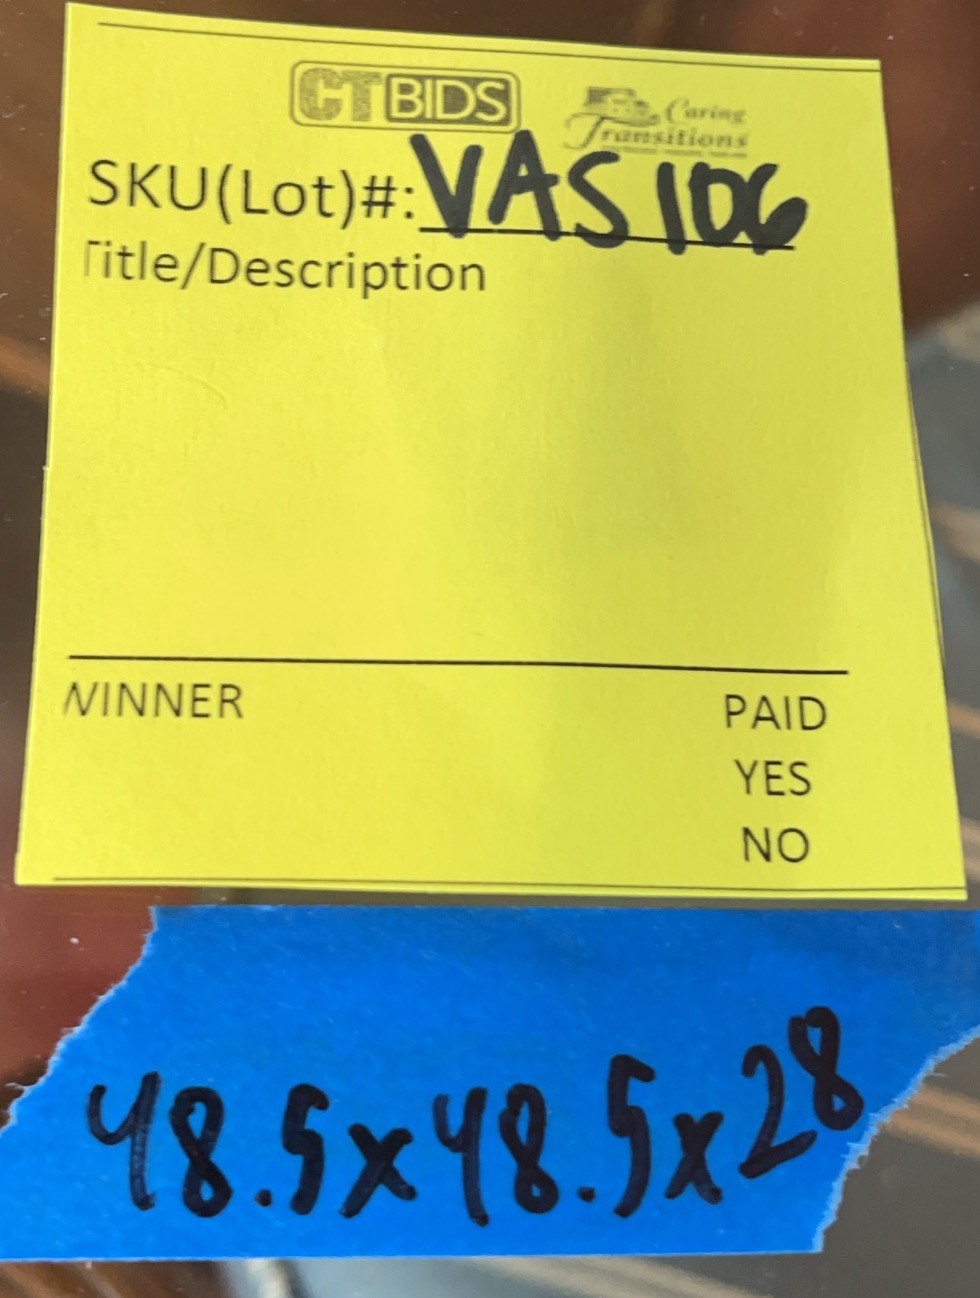 CTBIDS
Caring
Transitions
SKU(Lot)#: VAS106
Title/Description
WINNER
PAID
YES
NO
48.5x48.5x28